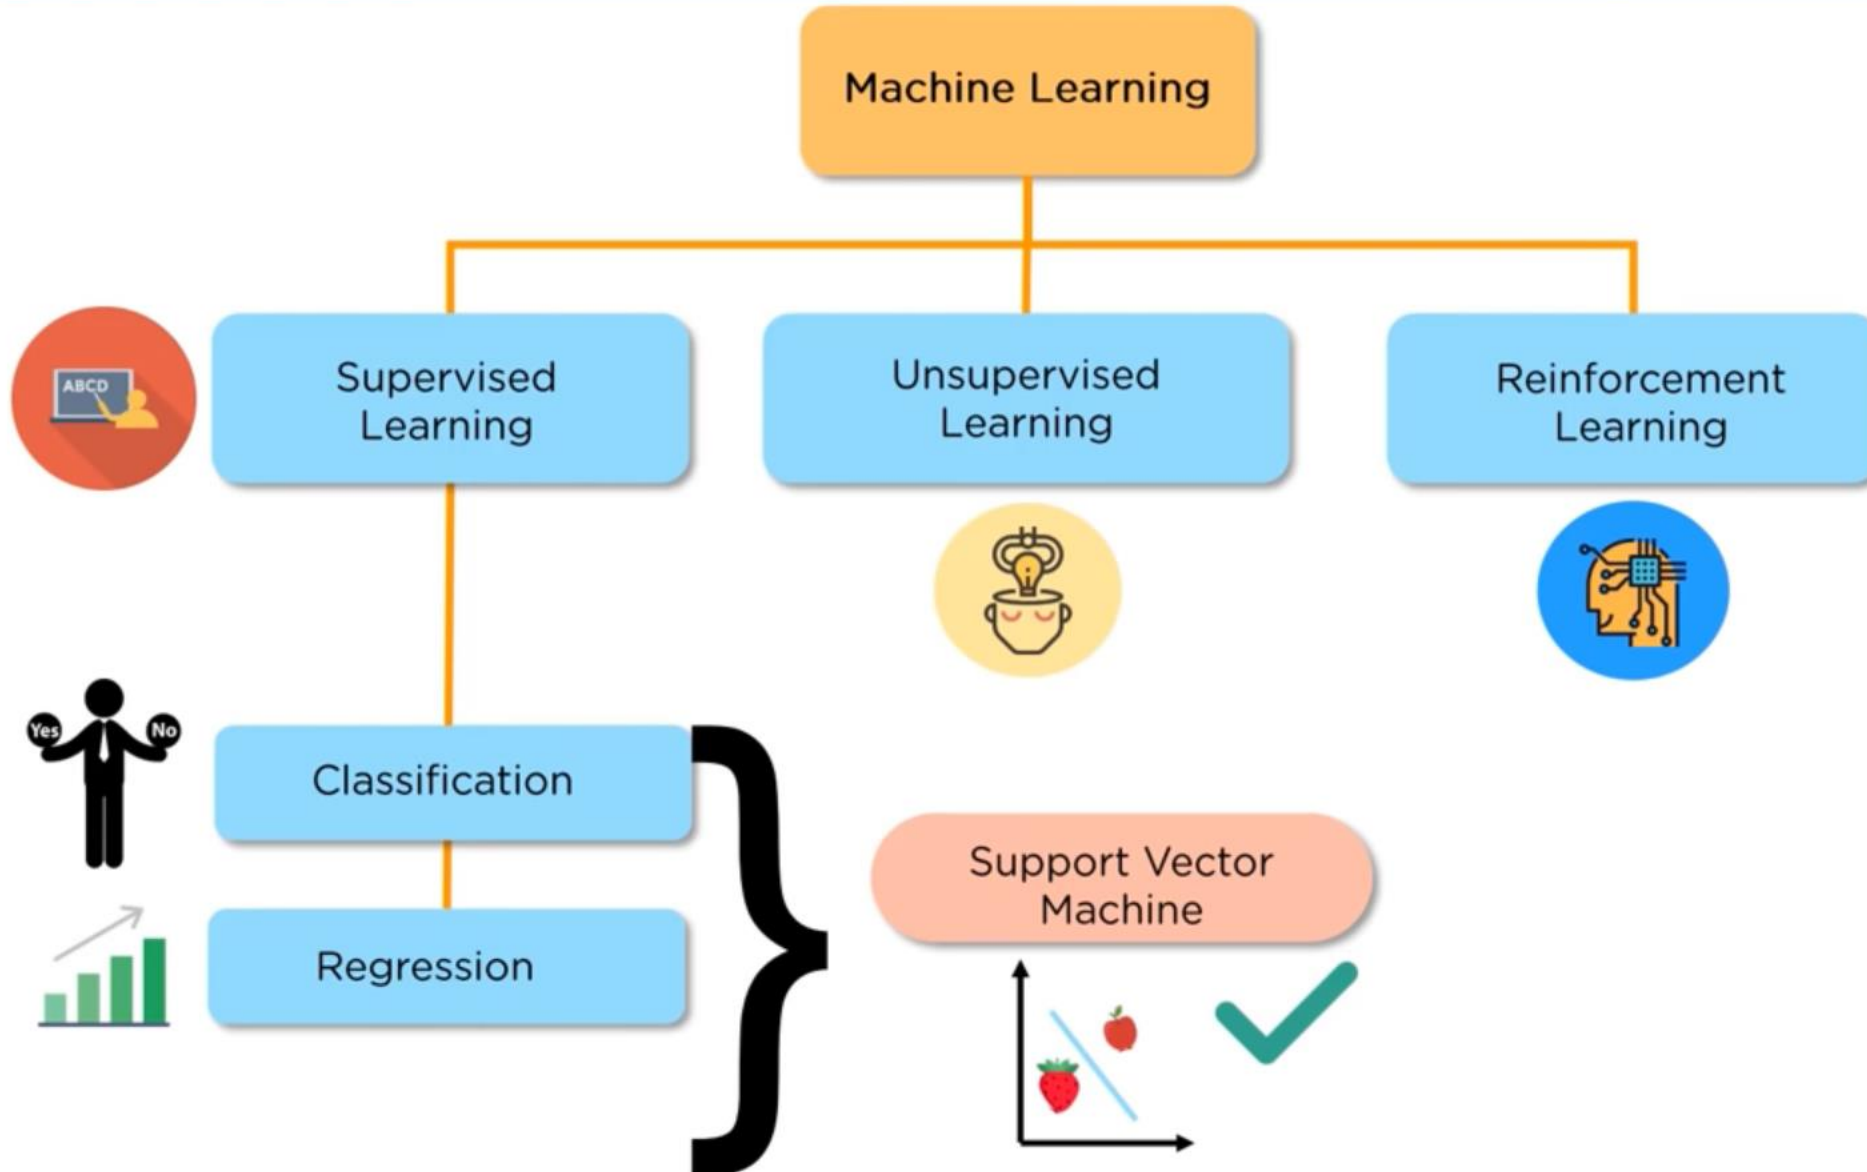 Machine Learning
Supervised
Learning
Unsupervised
Learning
Reinforcement
Learning
ABCD
Yes
No
Classification
Regression
Support Vector
Machine